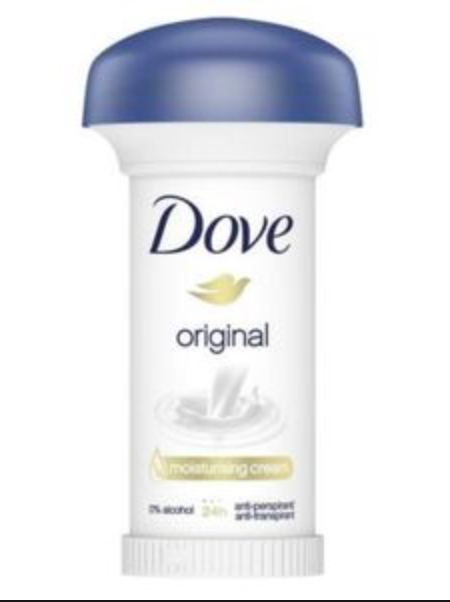 Dove
original
moisturising cream
0% alcohol 24h anti-perspirant
anti-transpirant